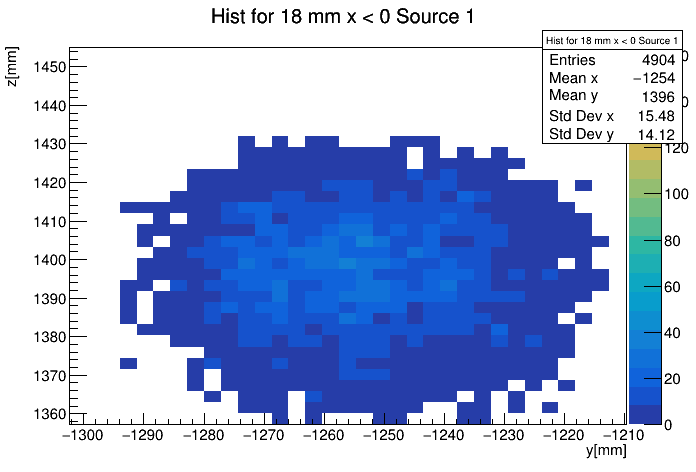 Hist for 18 mm x < 0 Source 1
Hist for 18 mm x < 0 Source 1
Entries 4904
Mean x −1254
Mean y 1396
Std Dev x 15.48
Std Dev y 14.12
z[mm]
1450
1440
1430
1420
1410
1400
1390
1380
1370
1360
−1300 −1290 −1280 −1270 −1260 −1250 −1240 −1230 −1220 −1210
y[mm]
120
100
80
60
40
20
0